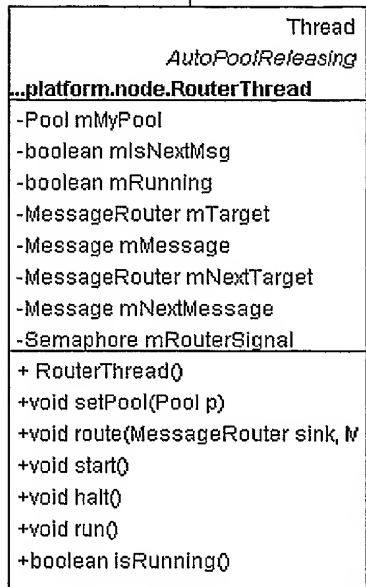 Thread
AutoPoolReleasing
...platform.node.RouterThread
-Pool mMyPool
-boolean mIsNextMsg
-boolean mRunning
-MessageRouter mTarget
-Message mMessage
-MessageRouter mNextTarget
-Message mNextMessage
-Semaphore mRouterSignal
+ RouterThread()
+void setPool(Pool p)
+void route(MessageRouter sink,
+void start()
+void halt()
+void run()
+boolean isRunning()